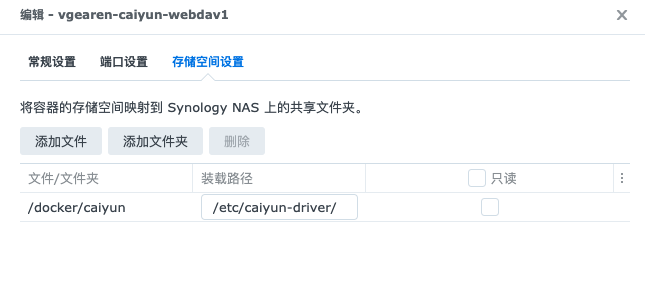 编辑 - vgearen-caiyun-webdav1
常规设置 端口设置 存储空间设置
将容器的存储空间映射到 Synology NAS 上的共享文件夹。
添加文件 添加文件夹 删除
文件/文件夹 装载路径 只读
/docker/caiyun /etc/caiyun-driver/